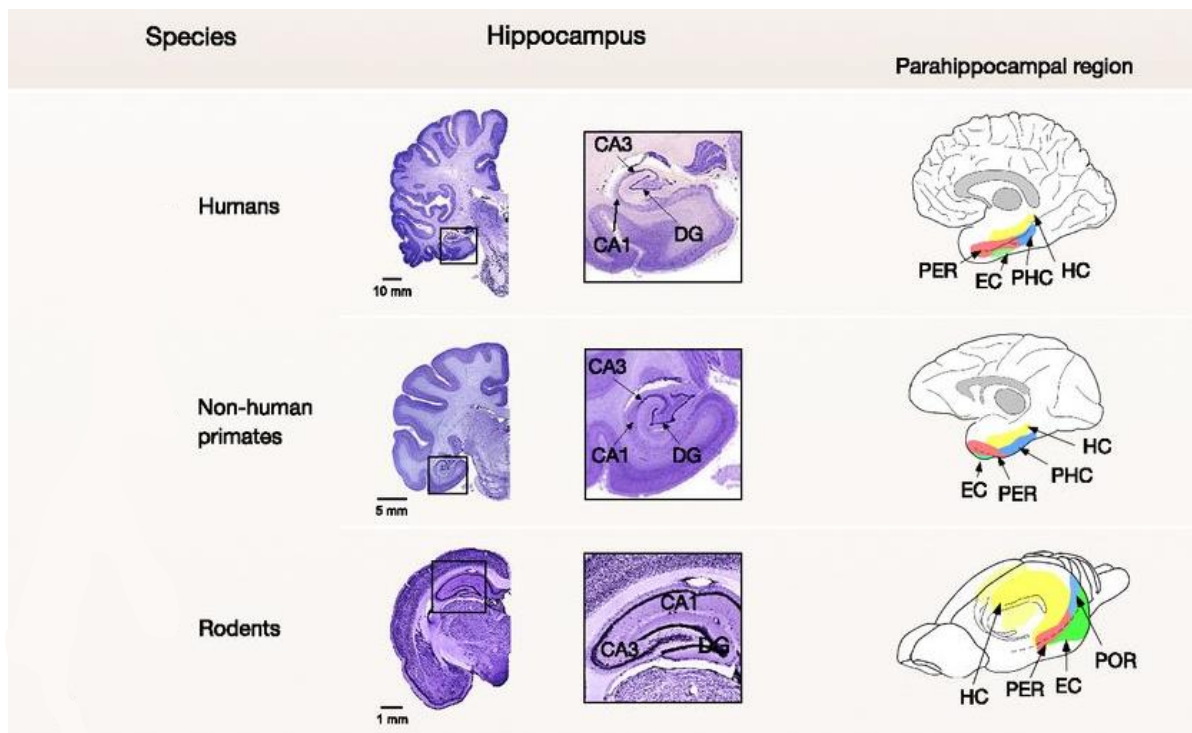 Species
Hippocampus
Parahippocampal region
Humans
10 mm
CA3
CA1
DG
PER
EC
PHC
HC
Non-human
primates
5 mm
CA3
CA1
DG
HC
PHC
EC
PER
Rodents
1 mm
CA1
CA3
DG
HC
PER
EC
POR